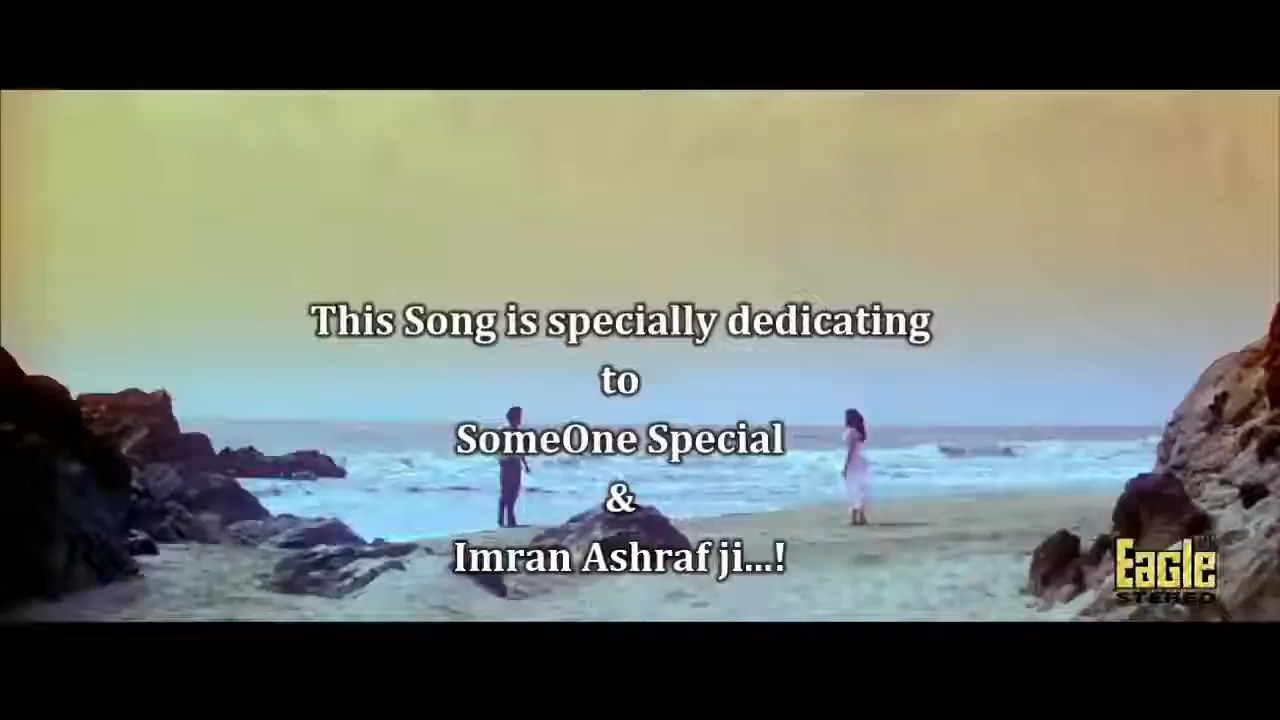 This Song is specially dedicating
to
SomeOne Special
&
Imran Ashraf ji...!
Eagle
STEREO